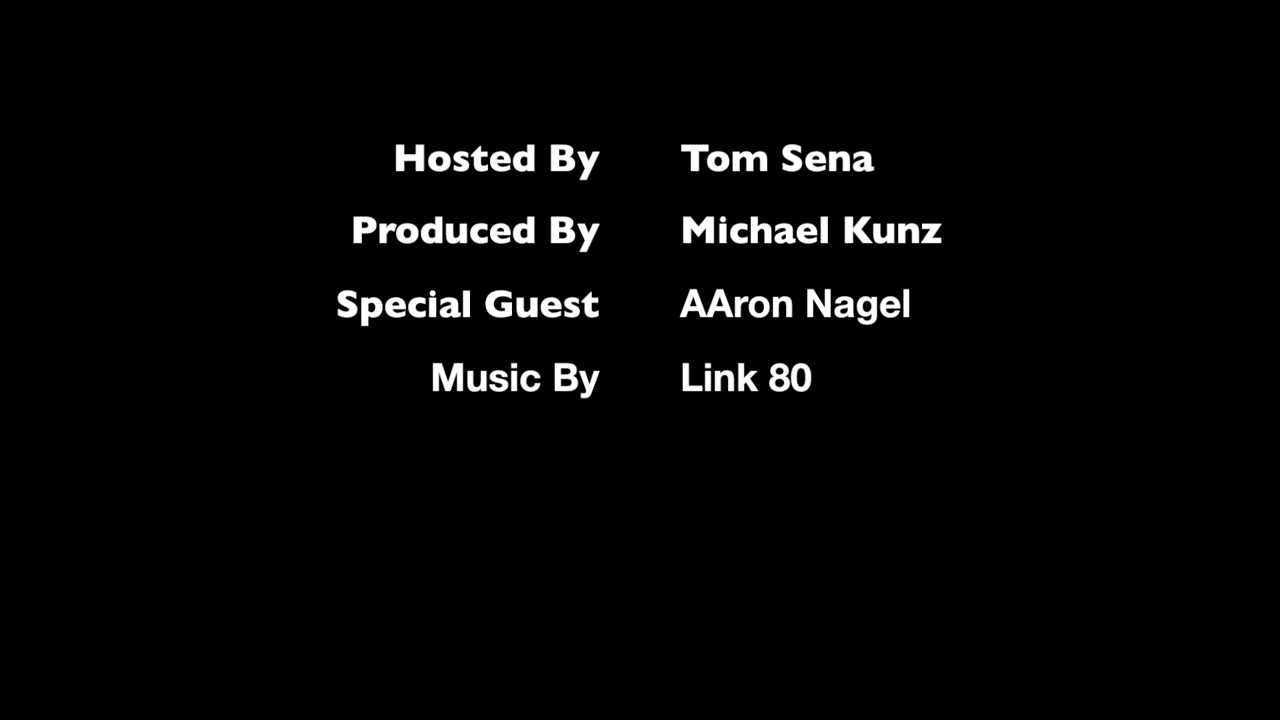 Hosted By Tom Sena
Produced By Michael Kunz
Special Guest AAron Nagel
Music By Link 80